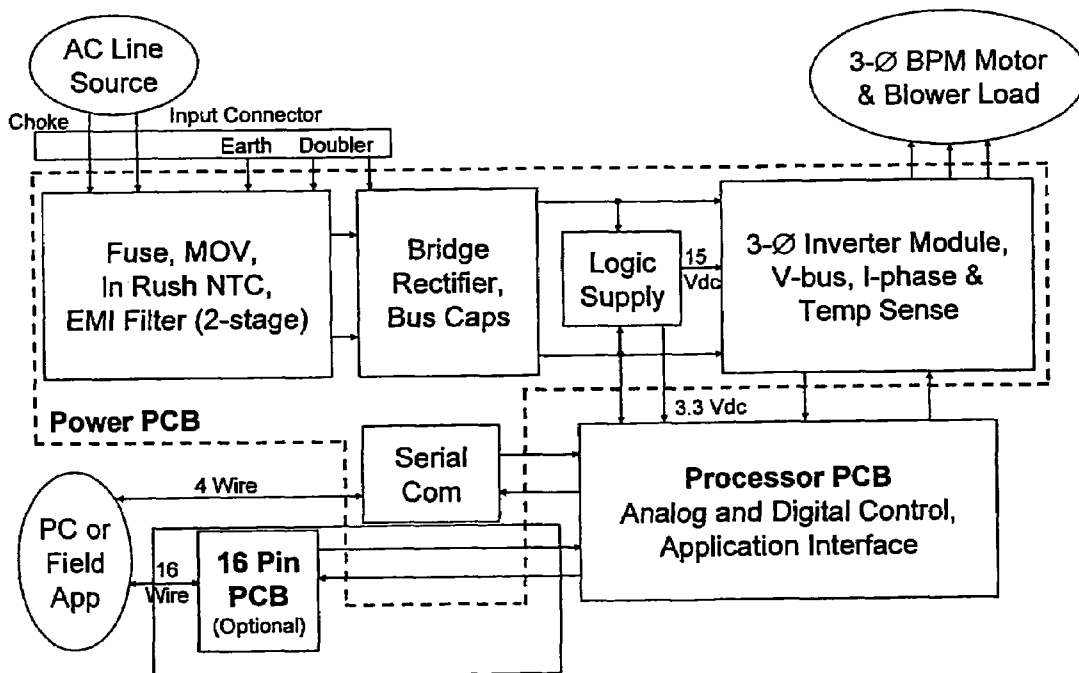 AC Line
Source
3-Ø BPM Motor
& Blower Load
Choke
Input Connector
Earth
Doubler
Fuse, MOV,
In Rush NTC,
EMI Filter (2-stage)
Bridge
Rectifier,
Bus Caps
Logic
Supply
15
Vdc
3-Ø Inverter Module,
V-bus, I-phase &
Temp Sense
Power PCB
3.3 Vdc
Serial
Com
4 Wire
Processor PCB
Analog and Digital Control,
Application Interface
PC or
Field
App
16
Wire
16 Pin
PCB
(Optional)